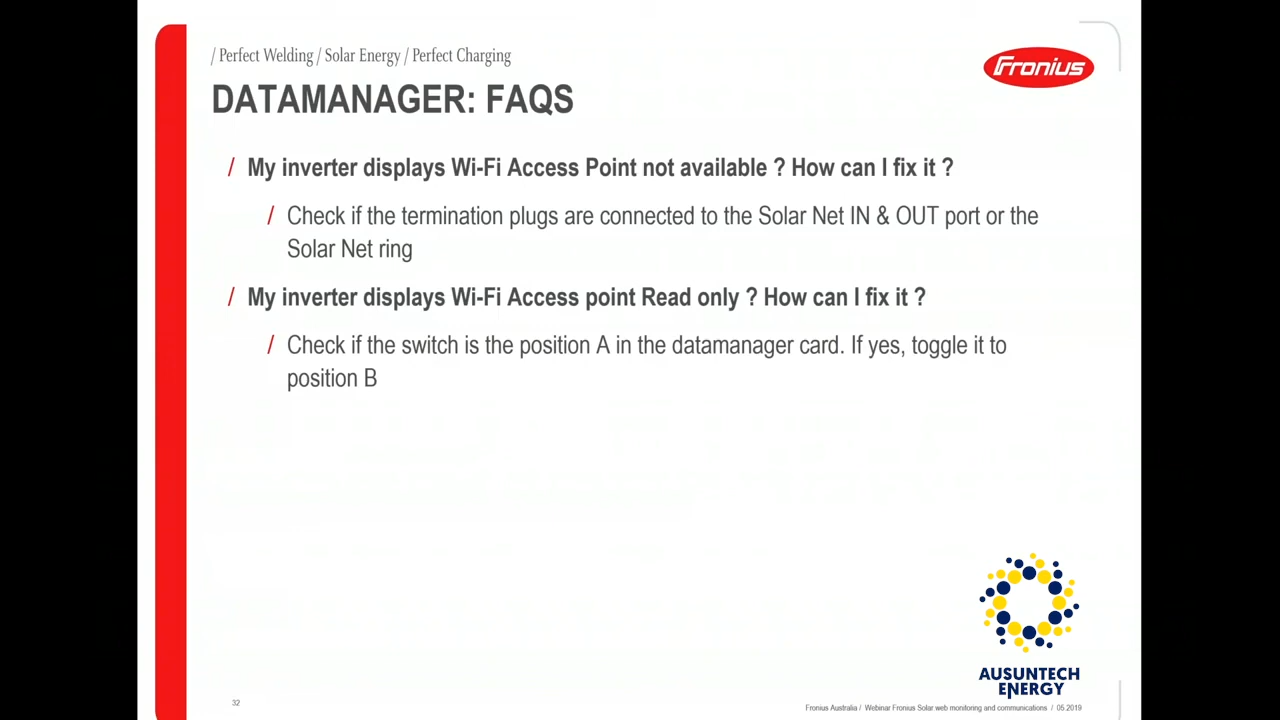 / Perfect Welding / Solar Energy / Perfect Charging
Fronius
DATAMANAGER: FAQS
/ My inverter displays Wi-Fi Access Point not available ? How can I fix it ?
/ Check if the termination plugs are connected to the Solar Net IN & OUT port or the
Solar Net ring
/ My inverter displays Wi-Fi Access point Read only ? How can I fix it ?
/ Check if the switch is the position A in the datamanager card. If yes, toggle it to
position B
AUSUNTECH
ENERGY
32
Fronius Australia / Webinar Fronius Solar web monitoring and communications / 05.2019